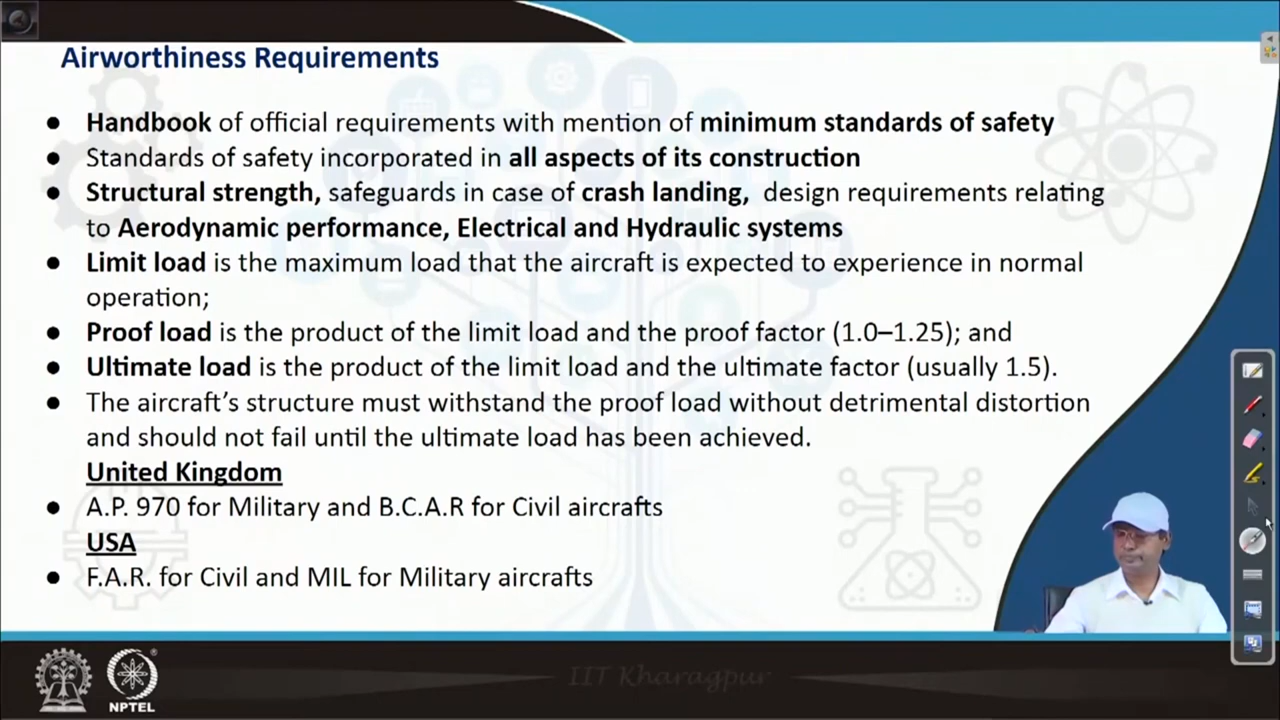 Airworthiness Requirements
● Handbook of official requirements with mention of minimum standards of safety
● Standards of safety incorporated in all aspects of its construction
● Structural strength, safeguards in case of crash landing, design requirements relating
to Aerodynamic performance, Electrical and Hydraulic systems
● Limit load is the maximum load that the aircraft is expected to experience in normal
operation;
● Proof load is the product of the limit load and the proof factor (1.0–1.25); and
● Ultimate load is the product of the limit load and the ultimate factor (usually 1.5).
● The aircraft's structure must withstand the proof load without detrimental distortion
and should not fail until the ultimate load has been achieved.
United Kingdom
● A.P. 970 for Military and B.C.A.R for Civil aircrafts
USA
● F.A.R. for Civil and MIL for Military aircrafts
IIT Kharagpur
NPTEL